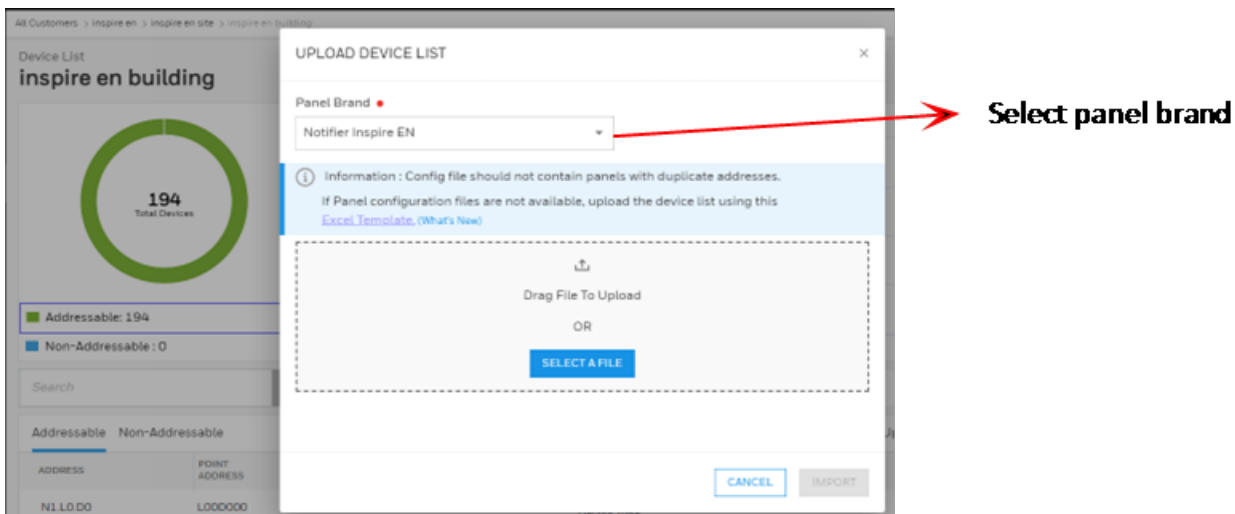 All Customers > inspire en > inspire en site > inspire en building
Device List
inspire en building
194
Total Devices
Addressable: 194
Non-Addressable : 0
Search
Addressable Non-Addressable
ADDRESS
POINT
ADDRESS
N1.L0.D0
L00D000
UPLOAD DEVICE LIST
Panel Brand
Notifier Inspire EN
Information : Config file should not contain panels with duplicate addresses.
If Panel configuration files are not available, upload the device list using this
Excel Template. (What's New)
Drag File To Upload
OR
SELECT A FILE
CANCEL
IMPORT
Select panel brand